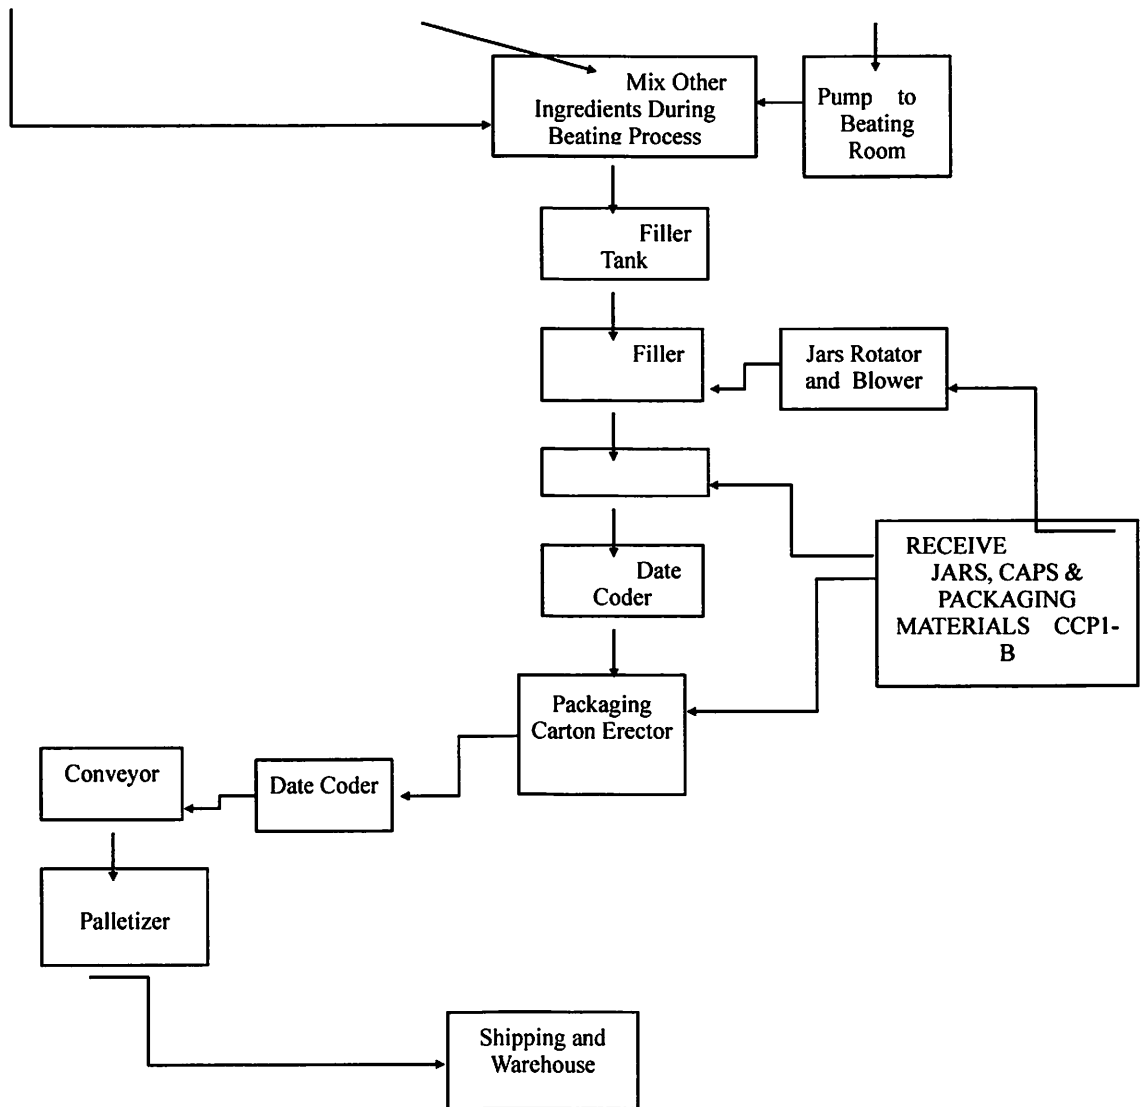 Mix Other
Ingredients During
Beating Process
Pump to
Beating
Room
Filler
Tank
Filler
Jars Rotator
and Blower
RECEIVE
JARS, CAPS &
PACKAGING
MATERIALS CCP1-
B
Date
Coder
Packaging
Carton Erector
Conveyor
Date Coder
Palletizer
Shipping and
Warehouse